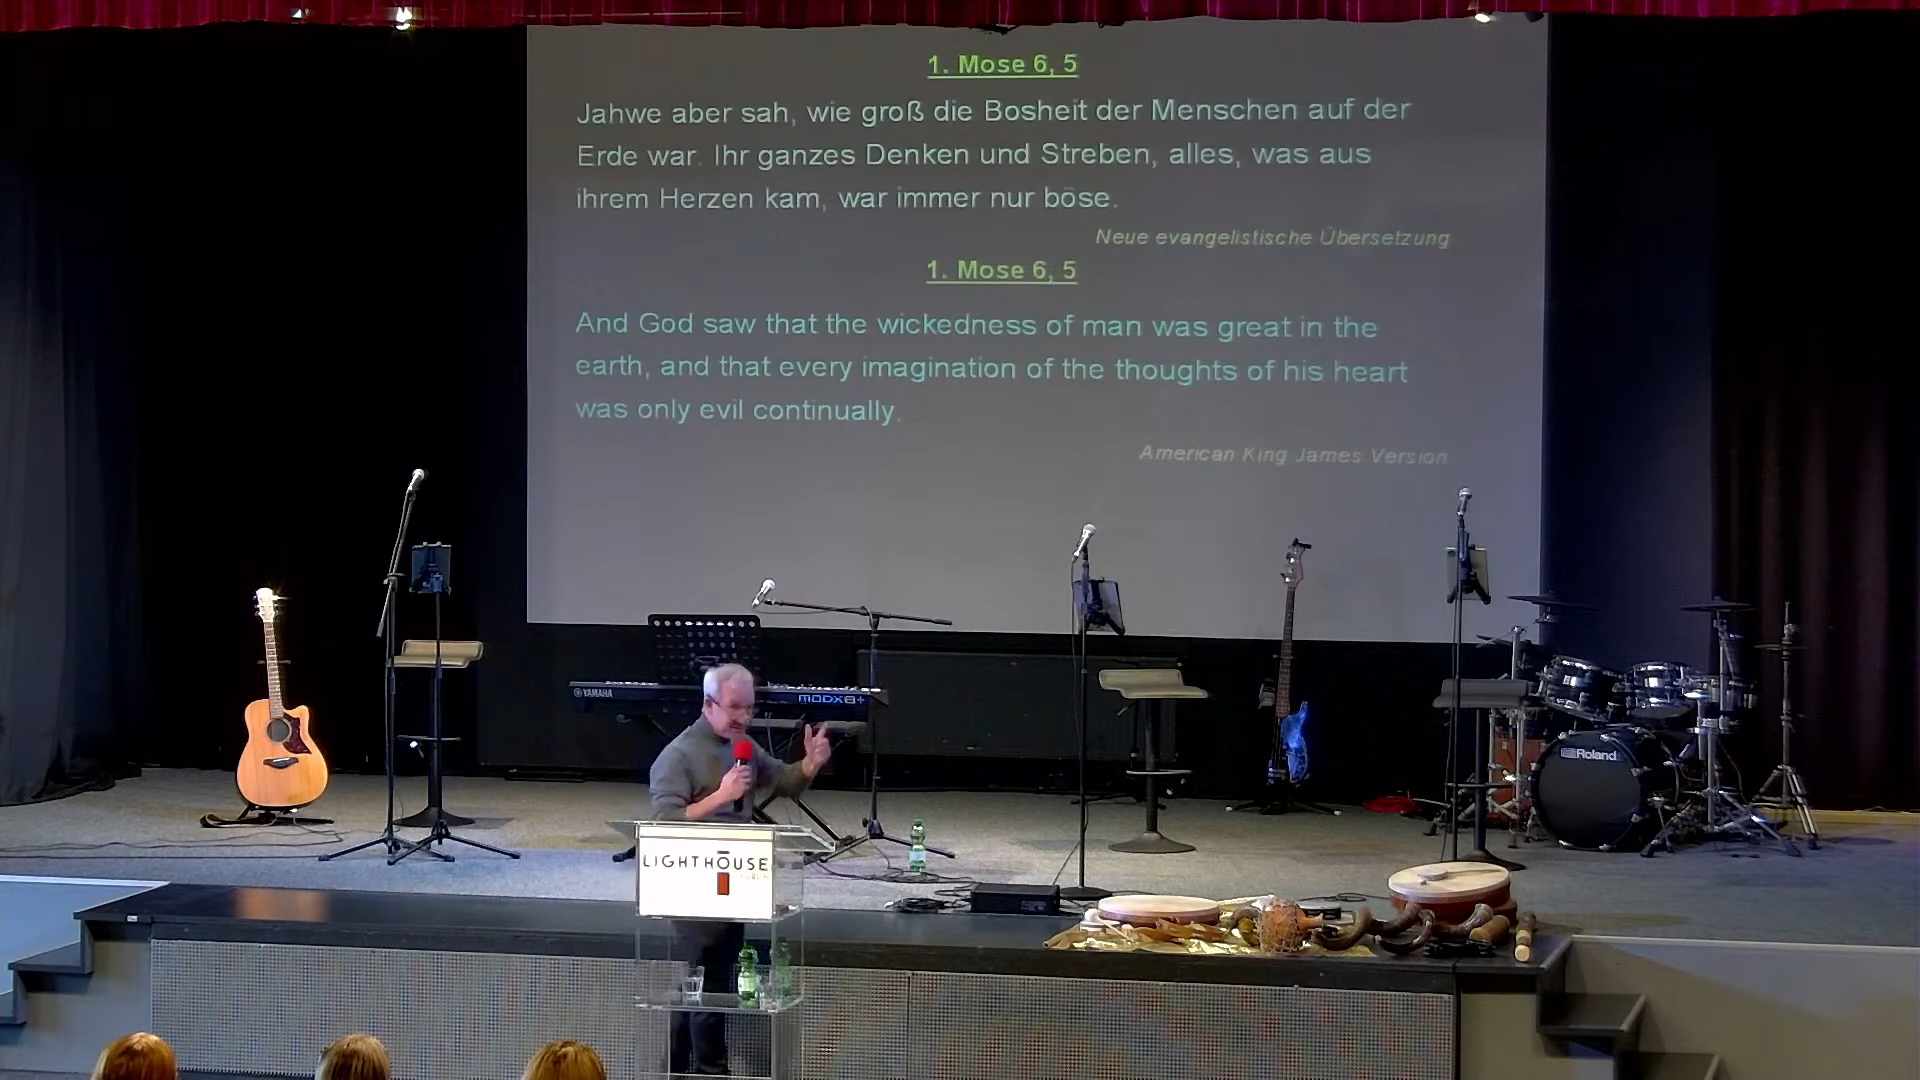 1. Mose 6, 5
Jahwe aber sah, wie groß die Bosheit der Menschen auf der
Erde war. Ihr ganzes Denken und Streben, alles, was aus
ihrem Herzen kam, war immer nur böse.
Neue evangelistische Übersetzung
1. Mose 6, 5
And God saw that the wickedness of man was great in the
earth, and that every imagination of the thoughts of his heart
was only evil continually.
American King James Version
YAMAHA
MODX8+
Roland
LIGHTHOUSE